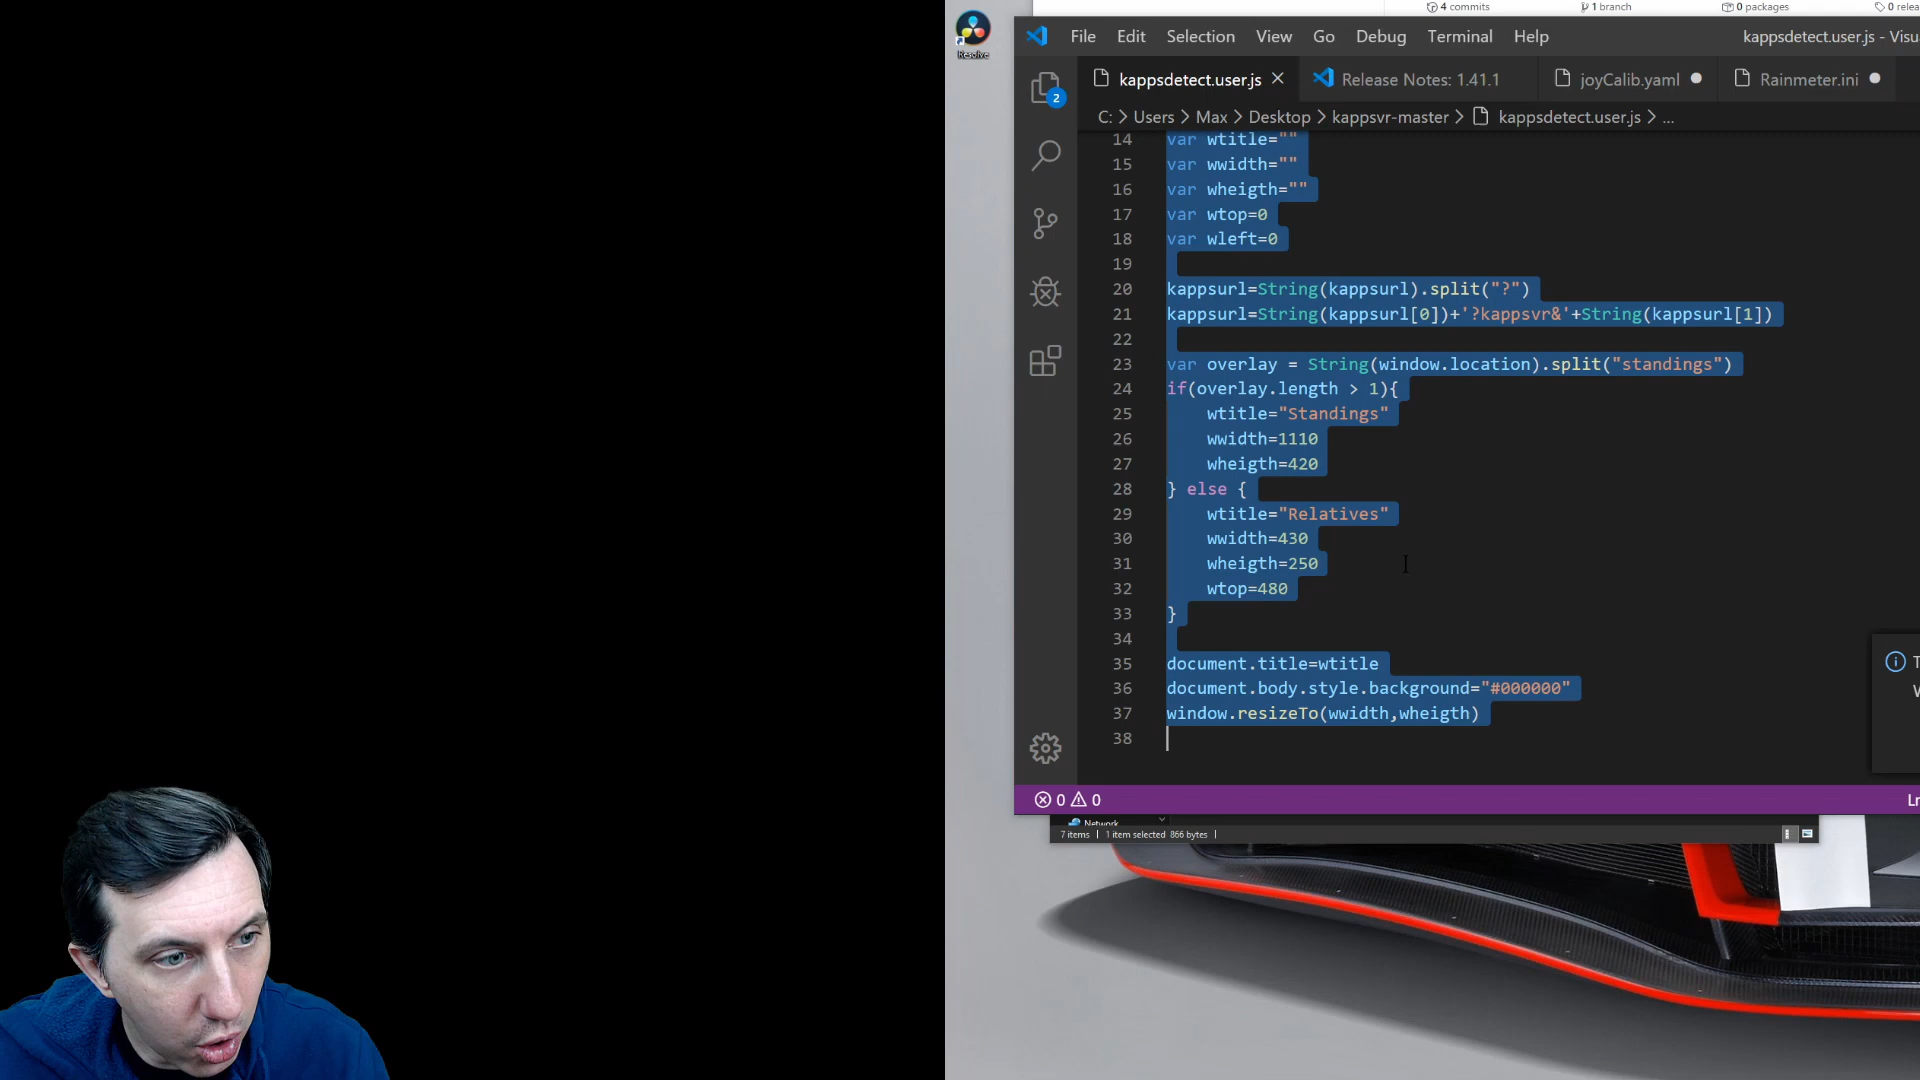 4 commits
1 branch
0 packages
0 relea
Resolve
File Edit Selection View Go Debug Terminal Help
kappsdetect.user.js - Visu
kappsdetect.user.js
Release Notes: 1.41.1
joyCalib.yaml
Rainmeter.ini
2
C: > Users > Max > Desktop > kappsvr-master > kappsdetect.user.js > ...
14 var wtitle=""
15 var wwidth=""
16 var wheigth=""
17 var wtop=0
18 var wleft=0
19
20 kappsurl=String(kappsurl).split("?")
21 kappsurl=String(kappsurl[0])+'?kappsvr&'+String(kappsurl[1])
22
23 var overlay = String(window.location).split("standings")
24 if(overlay.length > 1){
25 wtitle="Standings"
26 wwidth=1110
27 wheigth=420
28 } else {
29 wtitle="Relatives"
30 wwidth=430
31 wheigth=250
32 wtop=480
33 }
34
35 document.title=wtitle
36 document.body.style.background="#000000"
37 window.resizeTo(wwidth,wheigth)
38
T
W
0 0
Ln
Network
7 items | 1 item selected 866 bytes |